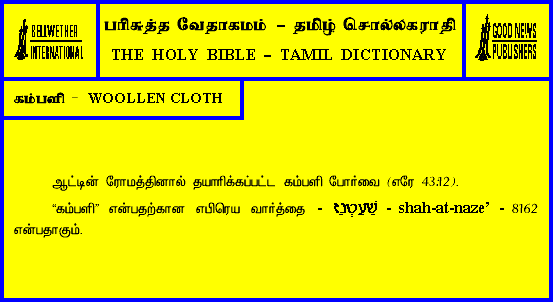 BELLWETHER
INTERNATIONAL
பரிசுத்த வேதாகமம் – தமிழ் சொல்லகராதி
THE HOLY BIBLE – TAMIL DICTIONARY
GOOD NEWS
PUBLISHERS
கம்பளி – WOOLLEN CLOTH
ஆட்டின் ரோமத்தினால் தயாரிக்கப்பட்ட கம்பளி போர்வை (எரே 43:12).
“கம்பளி” என்பதற்கான எபிரெய வார்த்தை - שַׁעַטְנֵז - shah-at-naze’ - 8162
என்பதாகும்.